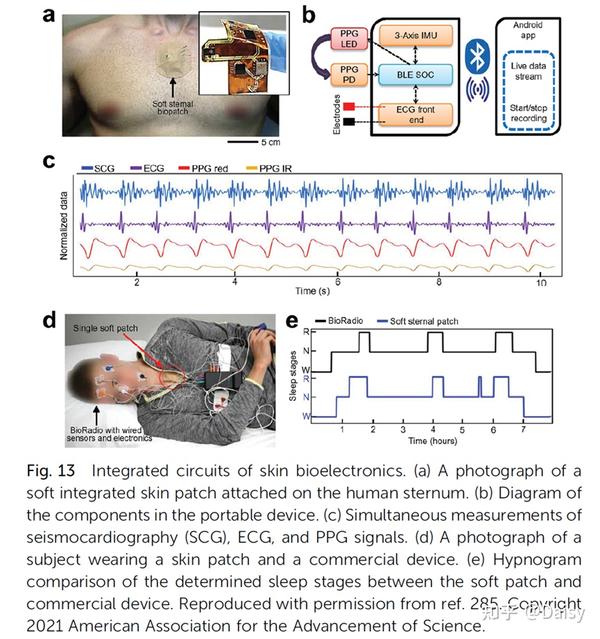 a
Soft sternal
biopatch
5 cm
b
PPG
LED
PPG
PD
3-Axis IMU
BLE SOC
ECG front
end
Electrodes
Android
app
Live data
stream
Start/stop
recording
c
SCG ECG PPG red PPG IR
Normalized data
2 4 6 8 10
Time (s)
d
Single soft patch
BioRadio with wired
sensors and electronics
e
BioRadio Soft sternal patch
Sleep stages
R
N
W
R
N
W
1 2 3 4 5 6 7
Time (hours)
Fig. 13 Integrated circuits of skin bioelectronics. (a) A photograph of a
soft integrated skin patch attached on the human sternum. (b) Diagram of
the components in the portable device. (c) Simultaneous measurements of
seismocardiography (SCG), ECG, and PPG signals. (d) A photograph of a
subject wearing a skin patch and a commercial device. (e) Hypnogram
comparison of the determined sleep stages between the soft patch and
commercial device. Reproduced with permission from ref. 285. Copyright
2021 American Association for the Advancement of Science.
知乎 @Daisy